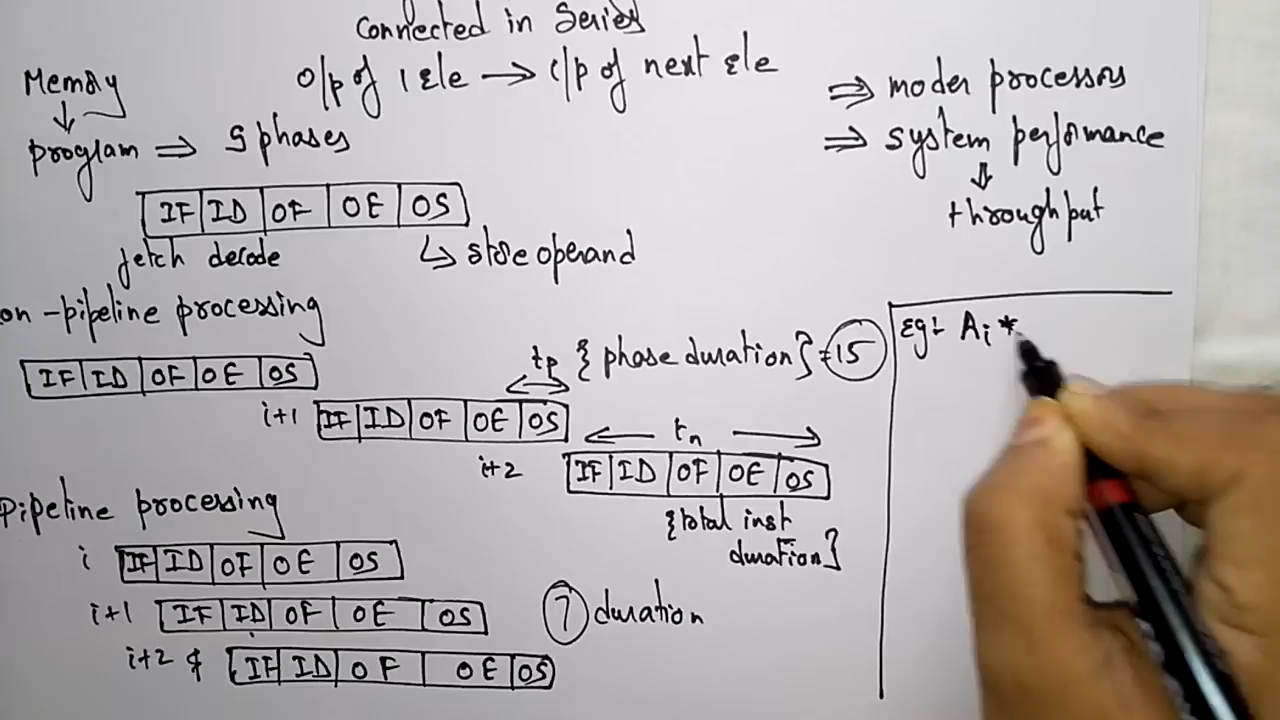 Connected in Series
O/p of 1 Ele → i/p of next Ele
Memory
↓
program ⇒ 5 phases
IF ID OF OE OS
fetch decode
↳ store operand
⇒ moder processors
⇒ system performance
⇓
throughput
on-pipeline processing
IF ID OF OE OS
tp { phase duration } = 15
i+1 IF ID OF OE OS
tn
i+2 IF ID OF OE OS
{total inst
duration}
Pipeline processing
i IF ID OF OE OS
i+1 IF ID OF OE OS
i+2 IF ID OF OE OS
7 duration
Eg:- Ai *